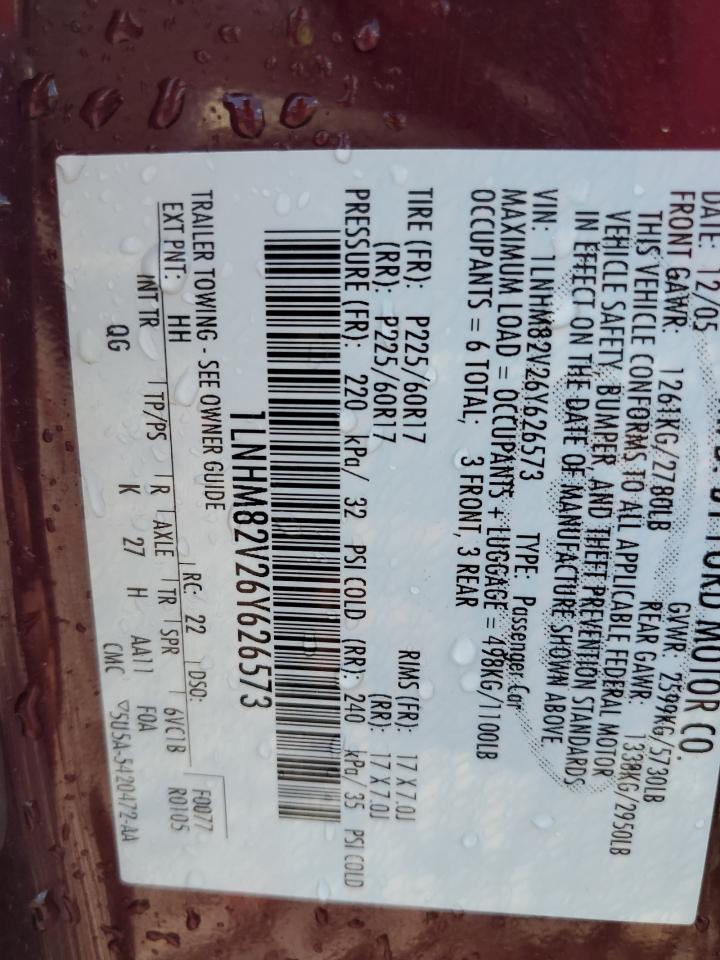 FORD MOTOR CO.
DATE: 12/05 GVWR: 2599KG/5730LB
FRONT GAWR: 1261KG/2780LB REAR GAWR: 1338KG/2950LB
THIS VEHICLE CONFORMS TO ALL APPLICABLE FEDERAL MOTOR
VEHICLE SAFETY, BUMPER, AND THEFT PREVENTION STANDARDS
IN EFFECT ON THE DATE OF MANUFACTURE SHOWN ABOVE.
VIN: 1LNHM82V26Y626573 TYPE: Passenger Car
MAXIMUM LOAD = OCCUPANTS + LUGGAGE = 498KG/1100LB
OCCUPANTS = 6 TOTAL; 3 FRONT, 3 REAR
TIRE (FR): P225/60R17 RIMS (FR): 17 X 7.0J
(RR): P225/60R17 (RR): 17 X 7.0J
PRESSURE (FR): 220 kPa/ 32 PSI COLD (RR): 240 kPa/ 35 PSI COLD
1LNHM82V26Y626573
TRAILER TOWING - SEE OWNER GUIDE
F0077
EXT PNT: HH RC: 22 DSO: R0105
INT TR TP/PS R AXLE TR SPR 6VC1B
QG K 27 H AA11 F0A
CMC ▽5U5A-5420472-AA